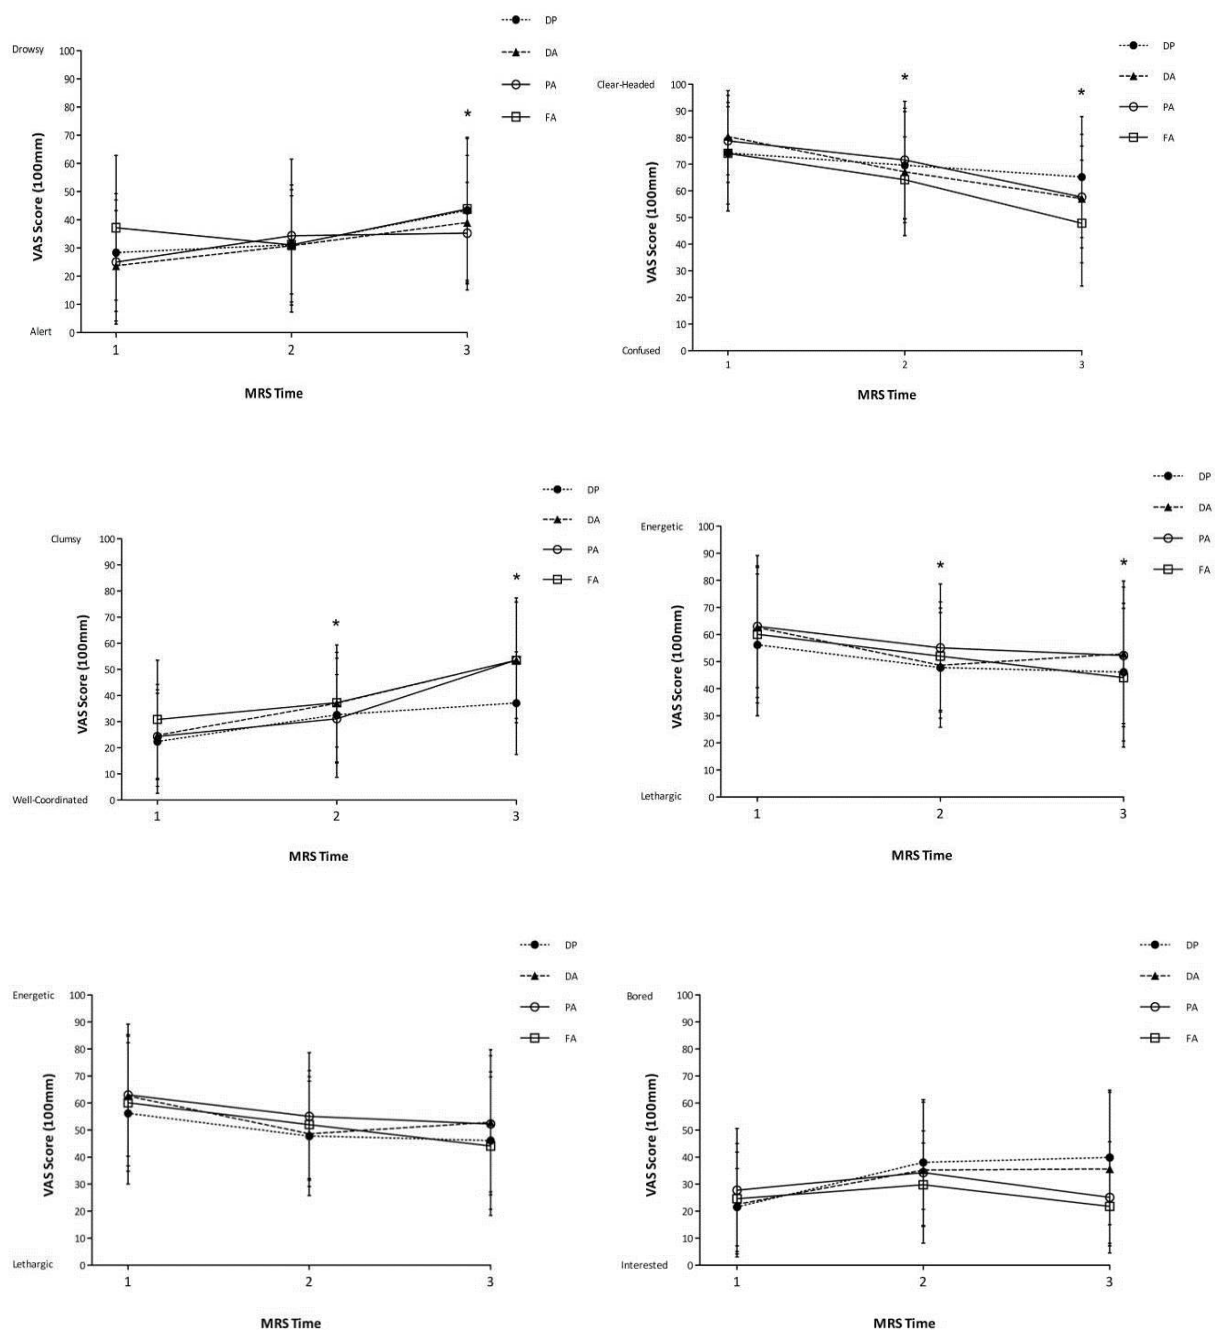 DP
DA
PA
FA
Drowsy
100
90
80
70
60
50
40
30
20
10
0
Alert
VAS Score (100mm)
*
1 2 3
MRS Time
DP
DA
PA
FA
Clear-Headed
100
90
80
70
60
50
40
30
20
10
0
Confused
VAS Score (100mm)
* *
1 2 3
MRS Time
DP
DA
PA
FA
Clumsy
100
90
80
70
60
50
40
30
20
10
0
Well-Coordinated
VAS Score (100mm)
* *
1 2 3
MRS Time
DP
DA
PA
FA
Energetic
100
90
80
70
60
50
40
30
20
10
0
Lethargic
VAS Score (100mm)
* *
1 2 3
MRS Time
DP
DA
PA
FA
Energetic
100
90
80
70
60
50
40
30
20
10
0
Lethargic
VAS Score (100mm)
1 2 3
MRS Time
DP
DA
PA
FA
Bored
100
90
80
70
60
50
40
30
20
10
0
Interested
VAS Score (100mm)
1 2 3
MRS Time